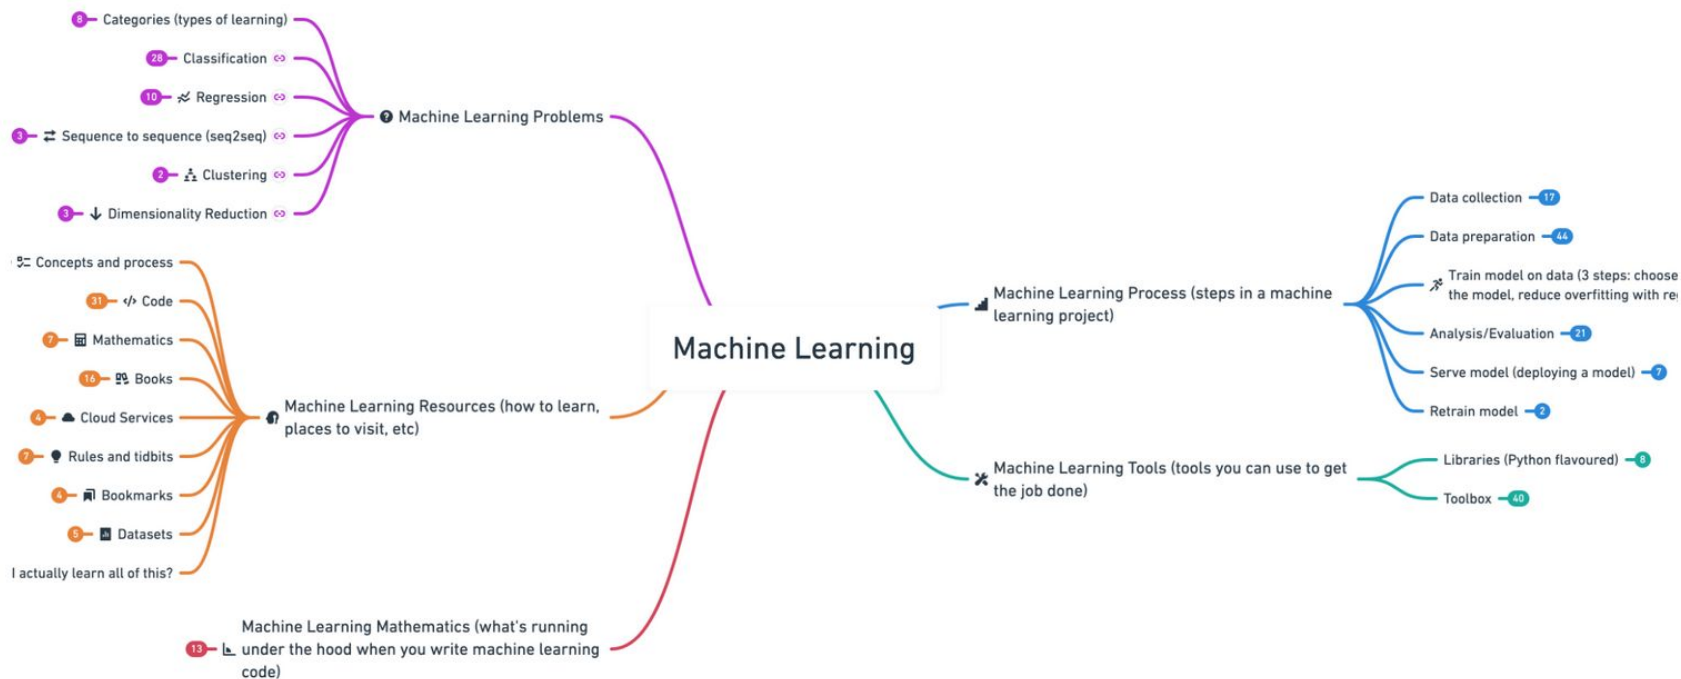 8 Categories (types of learning)
28 Classification
10 Regression
3 Sequence to sequence (seq2seq)
2 Clustering
3 Dimensionality Reduction
Machine Learning Problems
Concepts and process
31 Code
7 Mathematics
16 Books
4 Cloud Services
7 Rules and tidbits
4 Bookmarks
5 Datasets
I actually learn all of this?
Machine Learning Resources (how to learn,
places to visit, etc)
13
Machine Learning Mathematics (what's running
under the hood when you write machine learning
code)
Machine Learning
Machine Learning Process (steps in a machine
learning project)
Data collection 17
Data preparation 44
Train model on data (3 steps: choose
the model, reduce overfitting with
Analysis/Evaluation 21
Serve model (deploying a model) 7
Retrain model 2
Machine Learning Tools (tools you can use to get
the job done)
Libraries (Python flavoured) 8
Toolbox 40